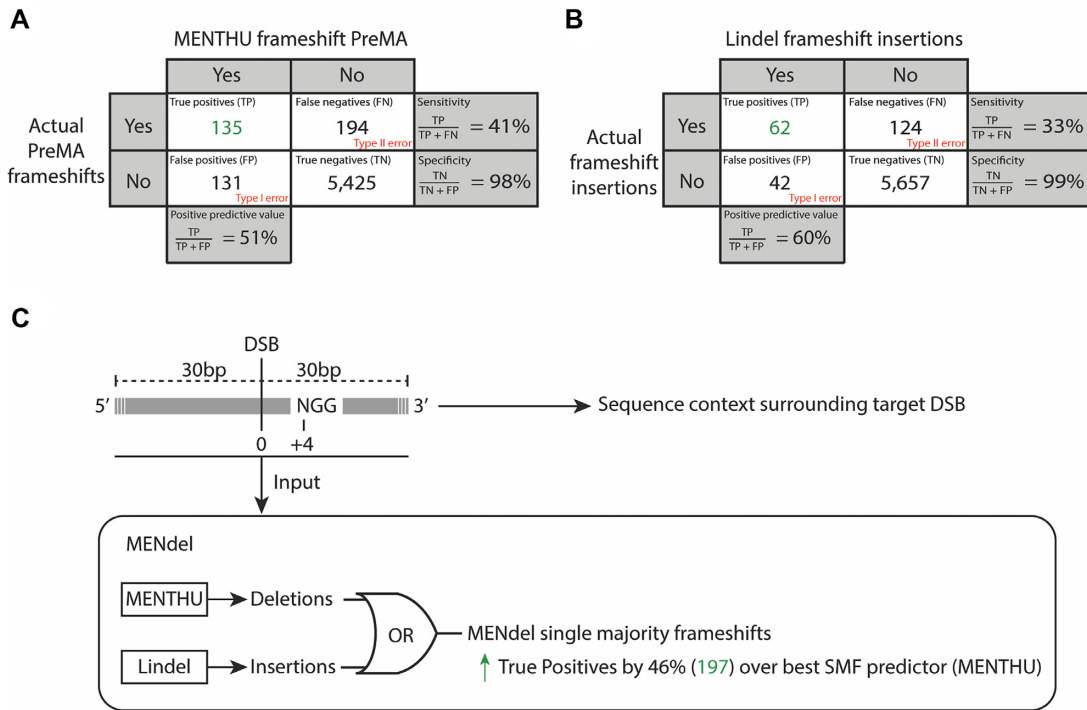 A
MENTHU frameshift PreMA
Yes No
Actual
PreMA
frameshifts
Yes
True positives (TP)
135
False negatives (FN)
194
Type II error
Sensitivity
TP
TP + FN
= 41%
No
False positives (FP)
131
Type I error
True negatives (TN)
5,425
Specificity
TN
TN + FP
= 98%
Positive predictive value
TP
TP + FP
= 51%
B
Lindel frameshift insertions
Yes No
Actual
frameshift
insertions
Yes
True positives (TP)
62
False negatives (FN)
124
Type II error
Sensitivity
TP
TP + FN
= 33%
No
False positives (FP)
42
Type I error
True negatives (TN)
5,657
Specificity
TN
TN + FP
= 99%
Positive predictive value
TP
TP + FP
= 60%
C
DSB
30bp 30bp
5’ NGG 3’
Sequence context surrounding target DSB
0 +4
Input
MENdel
MENTHU Deletions
OR
Lindel Insertions
MENdel single majority frameshifts
True Positives by 46% (197) over best SMF predictor (MENTHU)